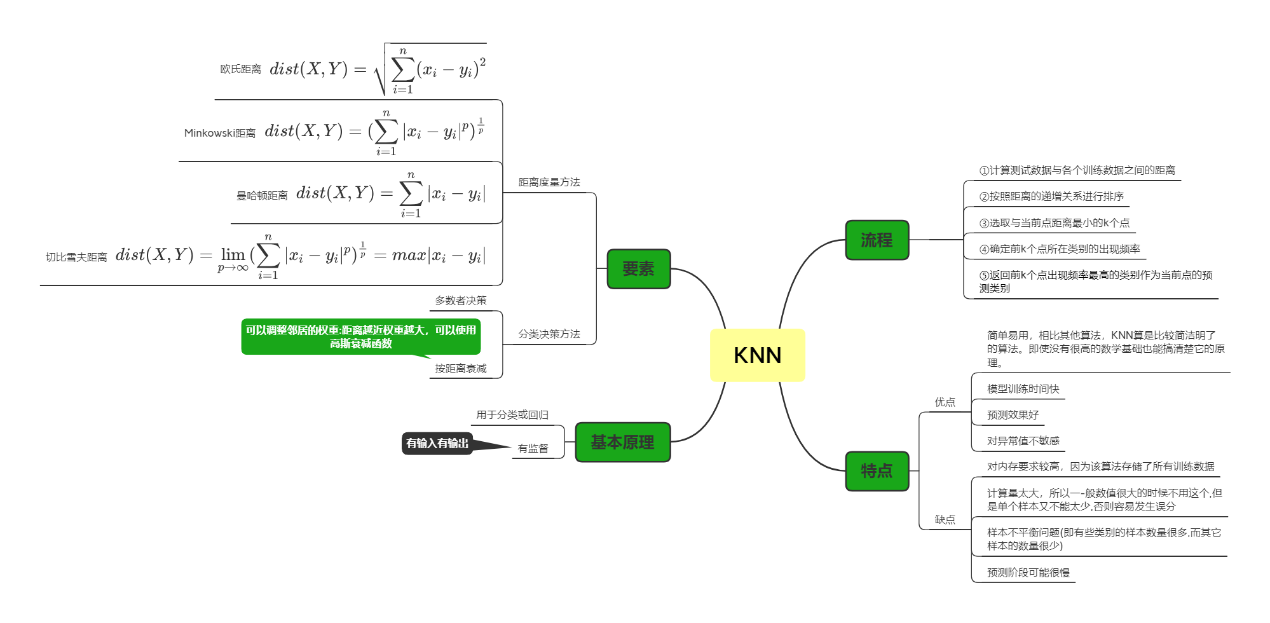 KNN
流程
①计算测试数据与各个训练数据之间的距离
②按照距离的递增关系进行排序
③选取与当前点距离最小的k个点
④确定前k个点所在类别的出现频率
⑤返回前k个点出现频率最高的类别作为当前点的预
测类别
特点
优点
简单易用，相比其他算法，KNN算是比较简洁明了
的算法。即使没有很高的数学基础也能搞清楚它的原
理。
模型训练时间快
预测效果好
对异常值不敏感
缺点
对内存要求较高，因为该算法存储了所有训练数据
计算量太大，所以一-般数值很大的时候不用这个,但
是单个样本又不能太少,否则容易发生误分
样本不平衡问题(即有些类别的样本数量很多,而其它
样本的数量很少)
预测阶段可能很慢
要素
距离度量方法
欧氏距离 dist(X, Y) = √(∑_{i=1}^{n} (x_i − y_i)^2)
Minkowski距离 dist(X, Y) = (∑_{i=1}^{n} |x_i − y_i|^p)^{1/p}
曼哈顿距离 dist(X, Y) = ∑_{i=1}^{n} |x_i − y_i|
切比雪夫距离 dist(X, Y) = lim_{p→∞} (∑_{i=1}^{n} |x_i − y_i|^p)^{1/p} = max|x_i − y_i|
分类决策方法
多数者决策
可以调整邻居的权重:距离越近权重越大，可以使用
高斯衰减函数
按距离衰减
基本原理
用于分类或回归
有监督
有输入有输出